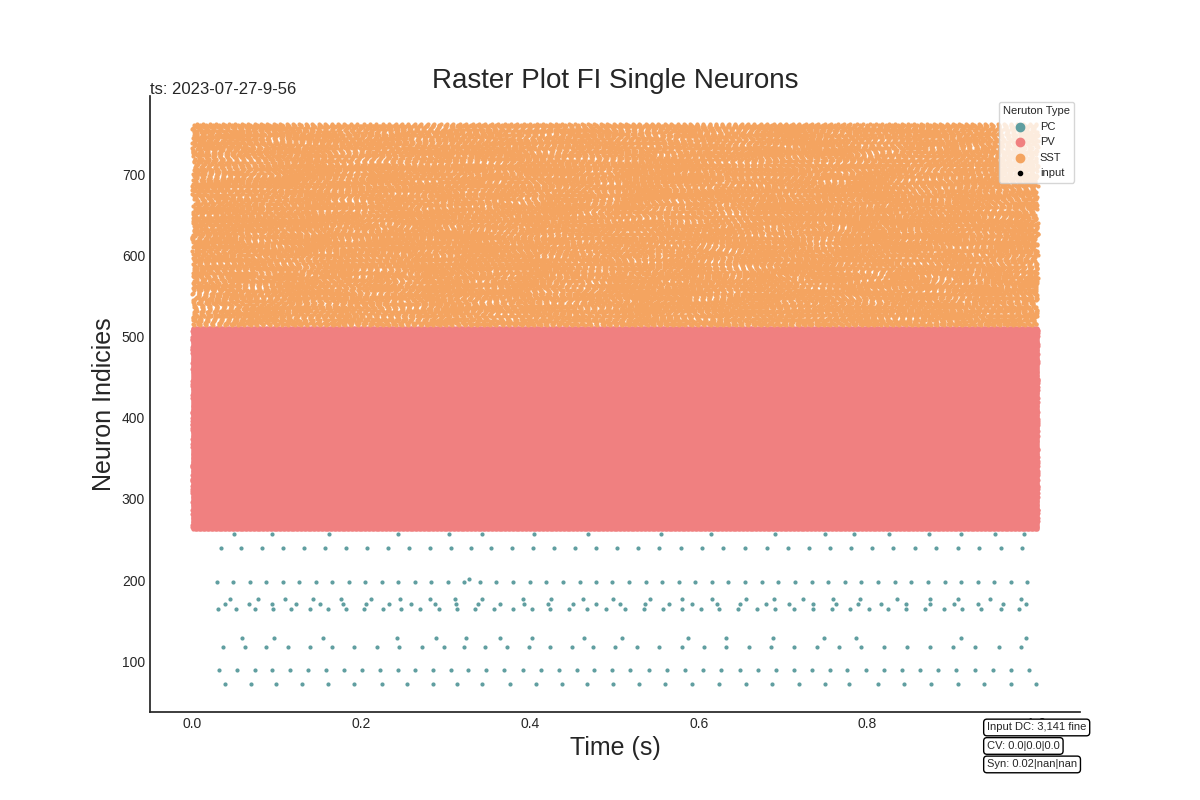 Raster Plot FI Single Neurons
ts: 2023-07-27-9-56
Neruton Type
PC
PV
SST
input
Neuron Indicies
700
600
500
400
300
200
100
0.0 0.2 0.4 0.6 0.8
Time (s)
Input DC: 3,141 fine
CV: 0.0|0.0|0.0
Syn: 0.02|nan|nan